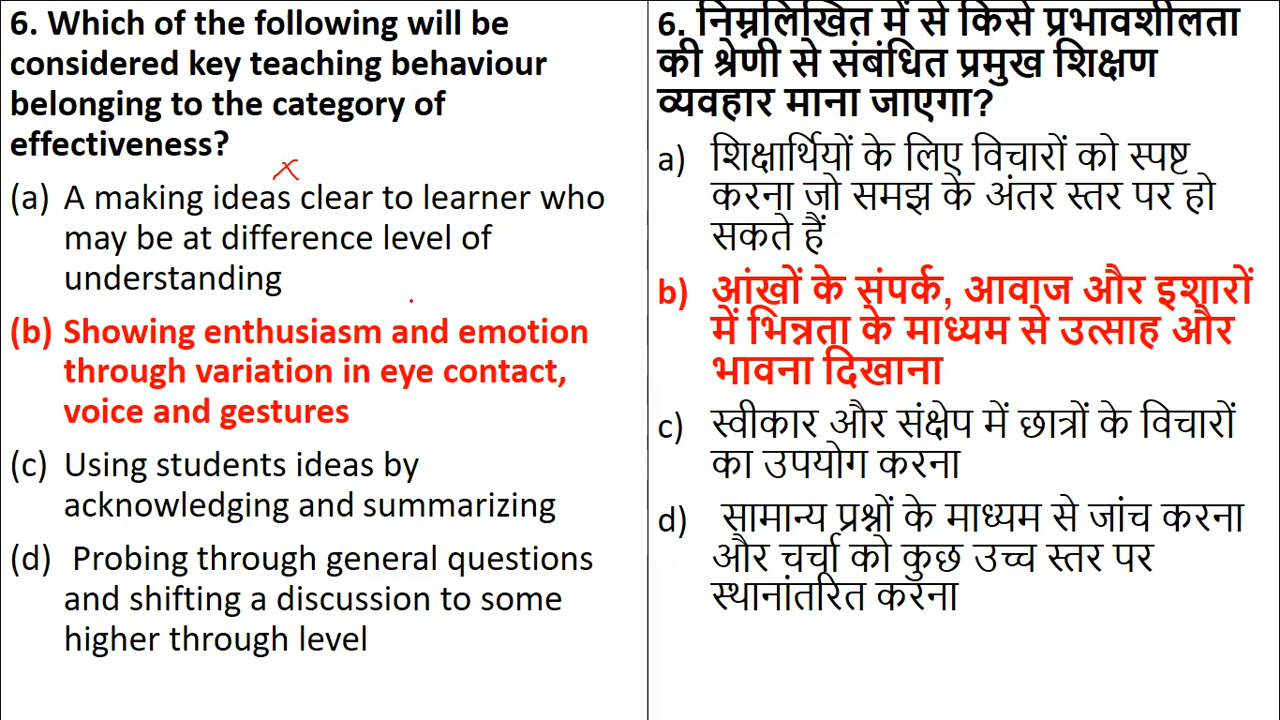 6. Which of the following will be
considered key teaching behaviour
belonging to the category of
effectiveness?
(a) A making ideas clear to learner who
may be at difference level of
understanding
(b) Showing enthusiasm and emotion
through variation in eye contact,
voice and gestures
(c) Using students ideas by
acknowledging and summarizing
(d) Probing through general questions
and shifting a discussion to some
higher through level
6. निम्नलिखित में से किसे प्रभावशीलता
की श्रेणी से संबंधित प्रमुख शिक्षण
व्यवहार माना जाएगा?
a) शिक्षार्थियों के लिए विचारों को स्पष्ट
करना जो समझ के अंतर स्तर पर हो
सकते हैं
b) आंखों के संपर्क, आवाज और इशारों
में भिन्नता के माध्यम से उत्साह और
भावना दिखाना
c) स्वीकार और संक्षेप में छात्रों के विचारों
का उपयोग करना
d) सामान्य प्रश्नों के माध्यम से जांच करना
और चर्चा को कुछ उच्च स्तर पर
स्थानांतरित करना